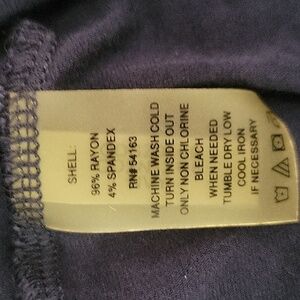 SHELL:
96% RAYON
4% SPANDEX
RN# 54163
MACHINE WASH COLD
TURN INSIDE OUT
ONLY NON CHLORINE
BLEACH
WHEN NEEDED
TUMBLE DRY LOW
COOL IRON
IF NECESSARY